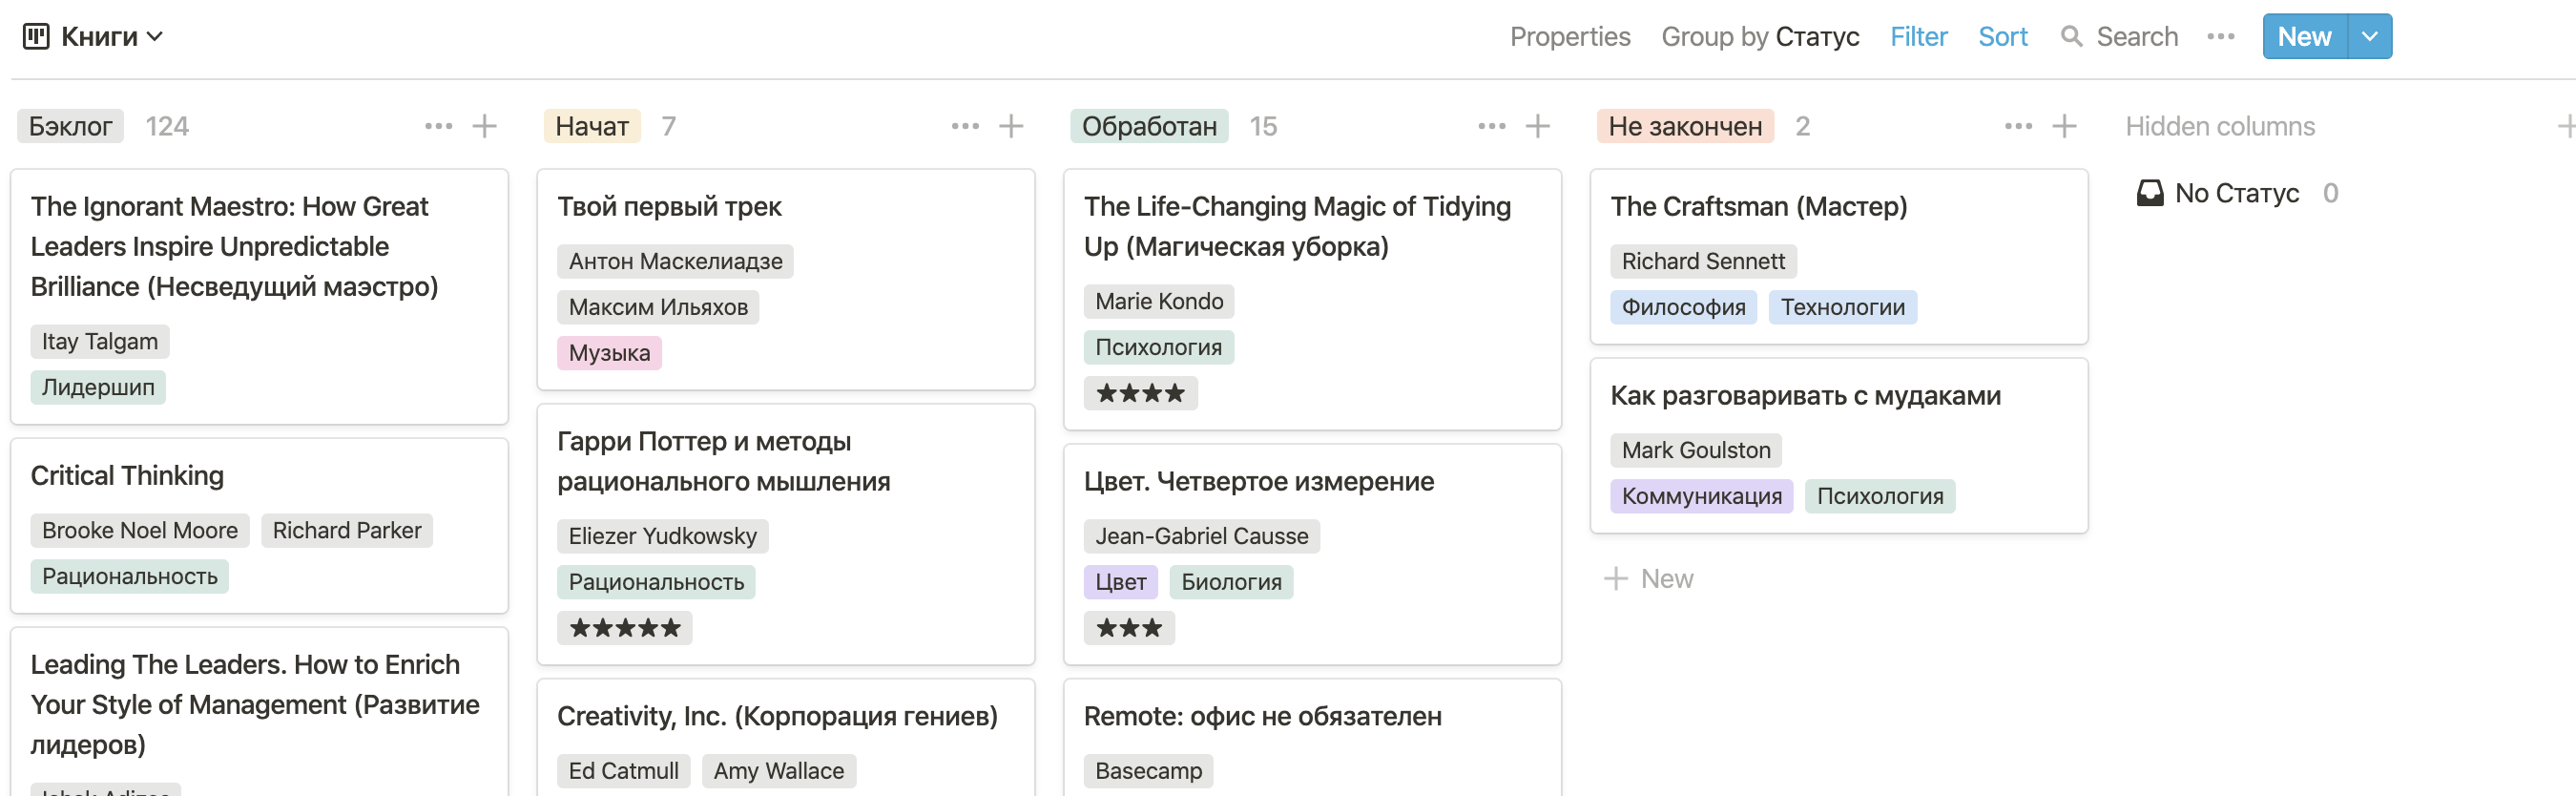 Книги
Properties Group by Статус Filter Sort Search New
Бэклог 124
The Ignorant Maestro: How Great
Leaders Inspire Unpredictable
Brilliance (Несведущий маэстро)
Itay Talgam
Лидершип
Critical Thinking
Brooke Noel Moore Richard Parker
Рациональность
Leading The Leaders. How to Enrich
Your Style of Management (Развитие
лидеров)
Начат 7
Твой первый трек
Антон Маскелиадзе
Максим Ильяхов
Музыка
Гарри Поттер и методы
рационального мышления
Eliezer Yudkowsky
Рациональность
★★★★★
Creativity, Inc. (Корпорация гениев)
Ed Catmull Amy Wallace
Обработан 15
The Life-Changing Magic of Tidying
Up (Магическая уборка)
Marie Kondo
Психология
★★★★
Цвет. Четвертое измерение
Jean-Gabriel Causse
Цвет Биология
★★★
Remote: офис не обязателен
Basecamp
Не закончен 2
The Craftsman (Мастер)
Richard Sennett
Философия Технологии
Как разговаривать с мудаками
Mark Goulston
Коммуникация Психология
+ New
Hidden columns
No Статус 0